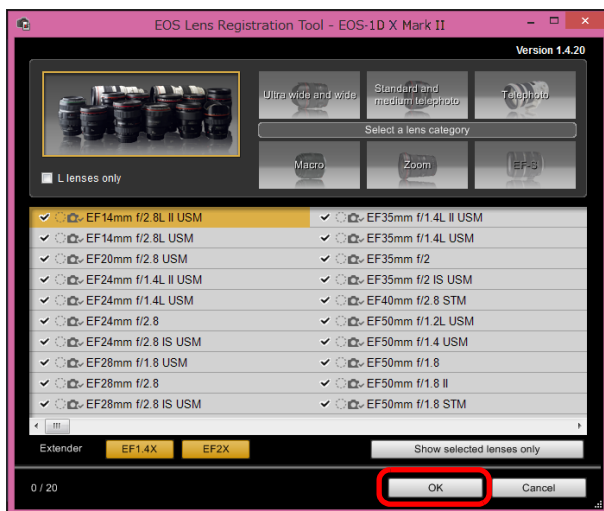 EOS Lens Registration Tool - EOS-1D X Mark II
Version 1.4.20
Ultra wide and wide
Standard and
medium telephoto
Telephoto
Select a lens category
Macro
Zoom
EF-S
L lenses only
EF14mm f/2.8L II USM
EF14mm f/2.8L USM
EF20mm f/2.8 USM
EF24mm f/1.4L II USM
EF24mm f/1.4L USM
EF24mm f/2.8
EF24mm f/2.8 IS USM
EF28mm f/1.8 USM
EF28mm f/2.8
EF28mm f/2.8 IS USM
EF35mm f/1.4L II USM
EF35mm f/1.4L USM
EF35mm f/2
EF35mm f/2 IS USM
EF40mm f/2.8 STM
EF50mm f/1.2L USM
EF50mm f/1.4 USM
EF50mm f/1.8
EF50mm f/1.8 II
EF50mm f/1.8 STM
Extender
EF1.4X
EF2X
Show selected lenses only
0 / 20
OK
Cancel